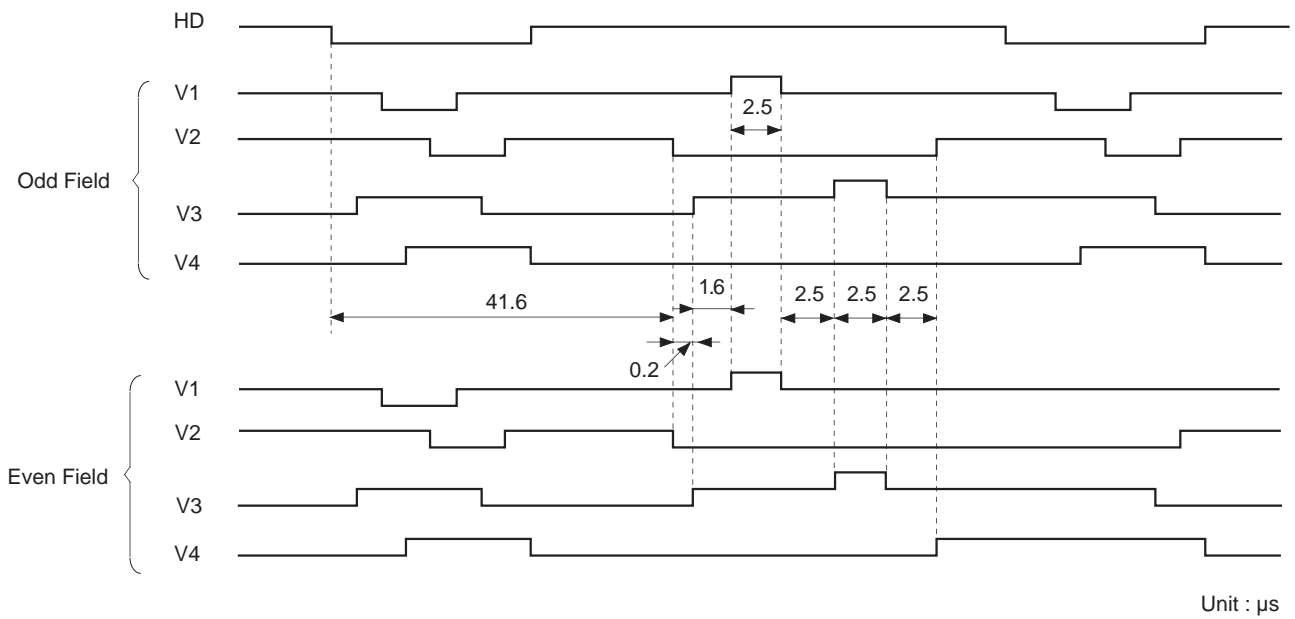 HD
V1
2.5
V2
Odd Field
V3
V4
1.6
2.5 2.5 2.5
41.6
0.2
V1
V2
Even Field
V3
V4
Unit : μs